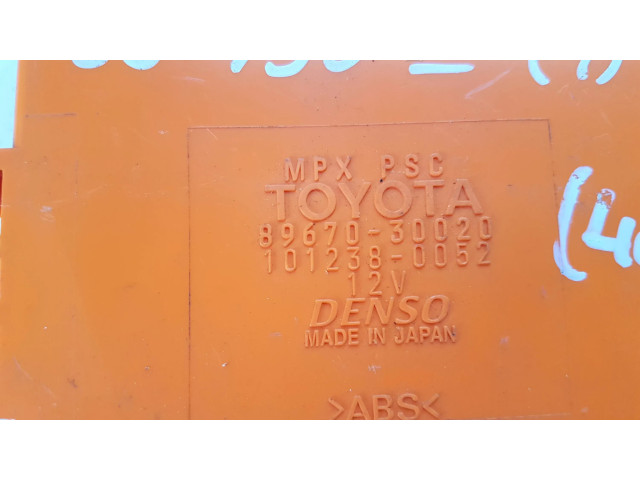 MPX PSC
TOYOTA
89670-30020
101238-0052
12V
DENSO
MADE IN JAPAN
>ABS<